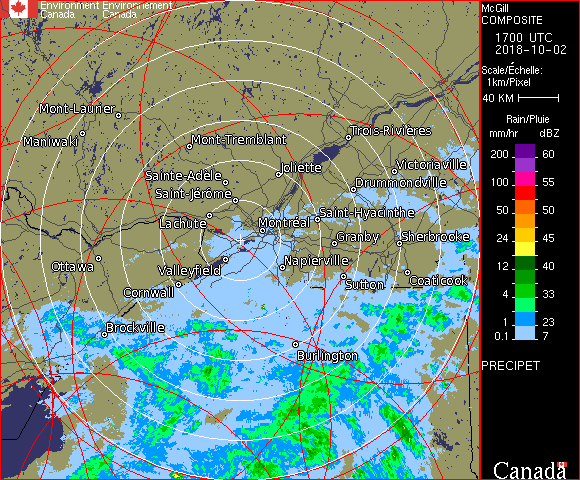 Environment Environnement
Canada Canada
McGill
COMPOSITE
1700 UTC
2018-10-02
Scale/Échelle:
1km/Pixel
40 KM
Rain/Pluie
mm/hr dBZ
200 60
100 55
50 50
24 45
12 40
4 33
1 23
0.1 7
PRECIPET
Canada
Mont-Laurier
Maniwaki
Mont-Tremblant
Trois-Rivières
Sainte-Adèle
Joliette
Victoriaville
Saint-Jérôme
Drummondville
Lachute
Montréal
Saint-Hyacinthe
Granby
Sherbrooke
Ottawa
Valleyfield
Napierville
Cornwall
Sutton
Coaticook
Brockville
Burlington